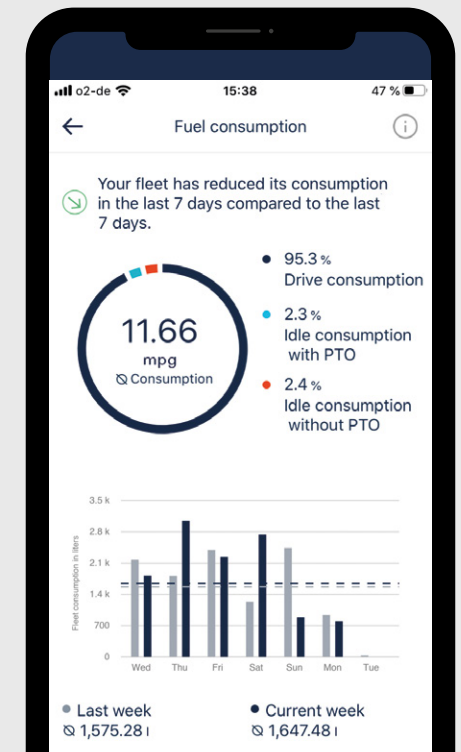 o2-de
15:38
47 %
Fuel consumption
i
Your fleet has reduced its consumption
in the last 7 days compared to the last
7 days.
11.66
mpg
Ø Consumption
95.3 %
Drive consumption
2.3 %
Idle consumption
with PTO
2.4 %
Idle consumption
without PTO
Fleet consumption in liters
3.5 k
2.8 k
2.1 k
1.4 k
700
0
Wed Thu Fri Sat Sun Mon Tue
Last week
Ø 1,575.28 l
Current week
Ø 1,647.48 l